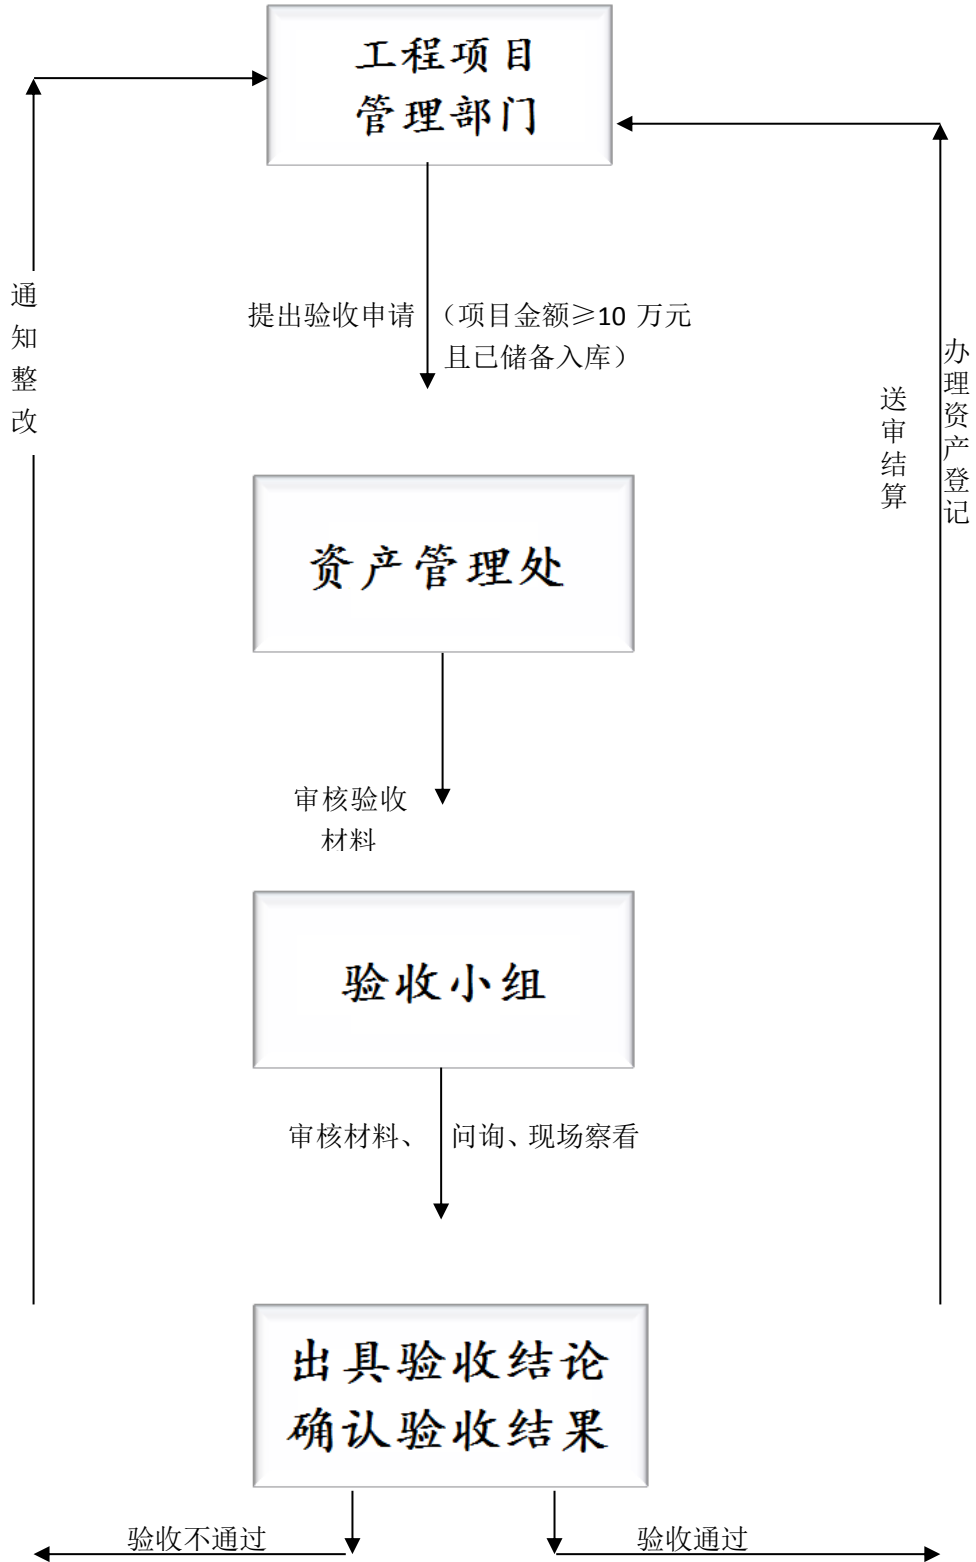 工程项目
管理部门
通知整改
提出验收申请 （项目金额≥10 万元
且已储备入库）
送审结算
办理资产登记
资产管理处
审核验收
材料
验收小组
审核材料、 问询、现场察看
出具验收结论
确认验收结果
验收不通过
验收通过